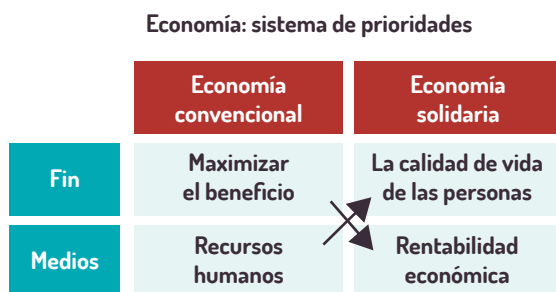 Economía: sistema de prioridades
Economía
convencional
Economía
solidaria
Fin
Maximizar
el beneficio
La calidad de vida
de las personas
Medios
Recursos
humanos
Rentabilidad
económica